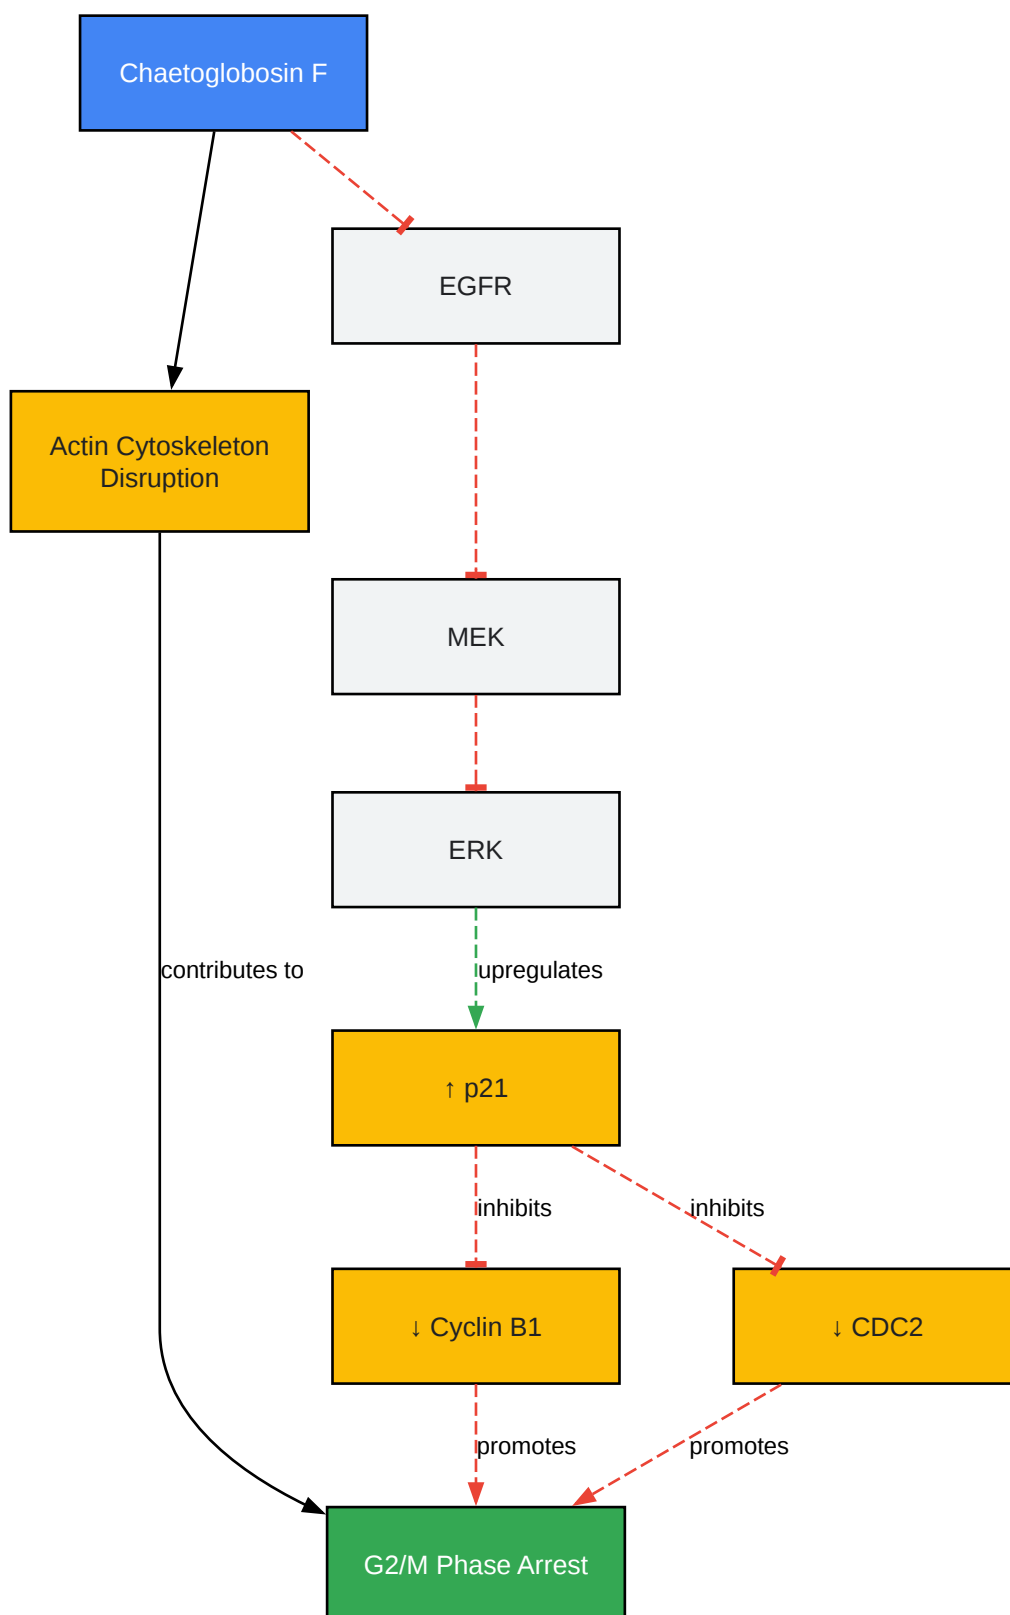 Chaetoglobosin F
EGFR
Actin Cytoskeleton
Disruption
MEK
ERK
contributes to
upregulates
↑ p21
inhibits
inhibits
↓ Cyclin B1
↓ CDC2
promotes
promotes
G2/M Phase Arrest